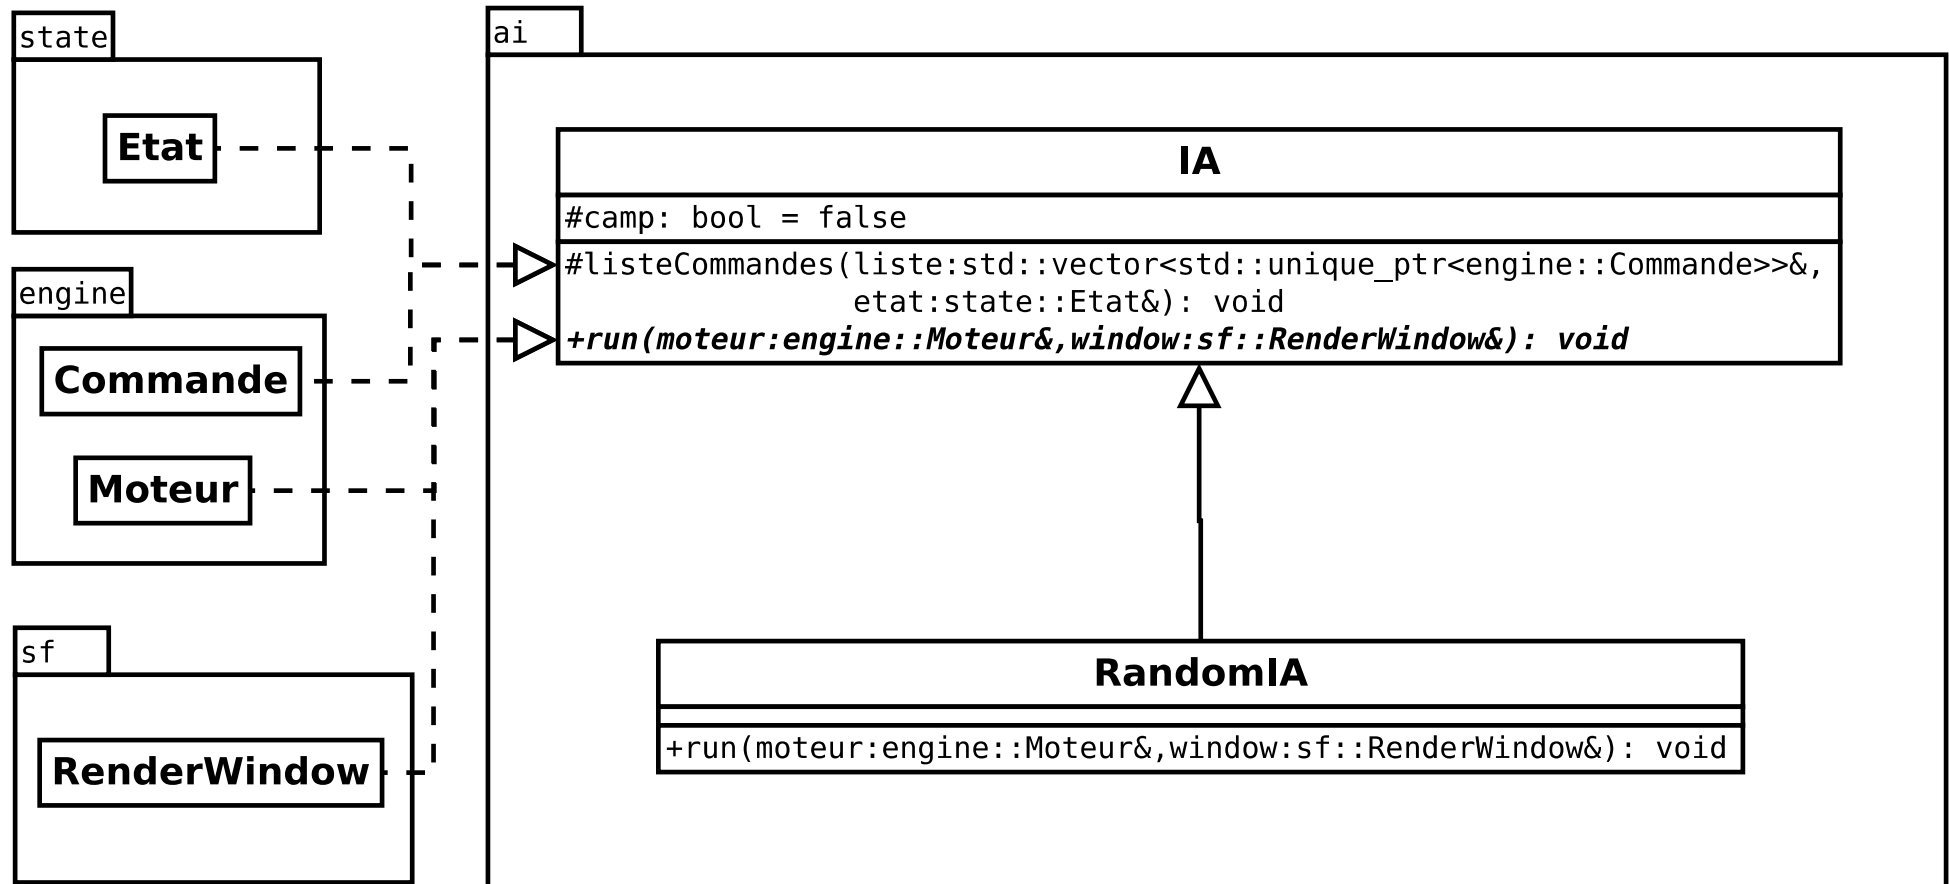 state
Etat
engine
Commande
Moteur
sf
RenderWindow
ai
IA
#camp: bool = false
#listeCommandes(liste:std::vector<std::unique_ptr<engine::Commande>>&,
etat:state::Etat&): void
+run(moteur:engine::Moteur&,window:sf::RenderWindow&): void
RandomIA
+run(moteur:engine::Moteur&,window:sf::RenderWindow&): void